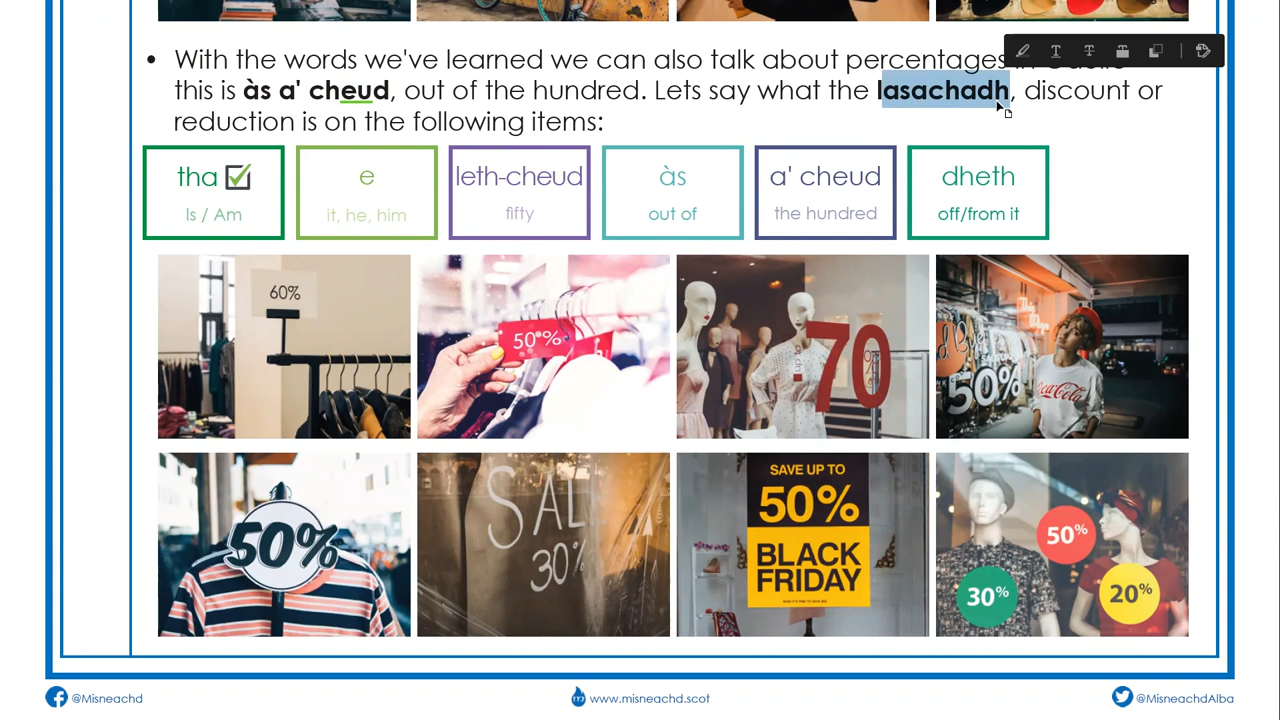 With the words we've learned we can also talk about percentages
this is às a' cheud, out of the hundred. Lets say what the lasachadh, discount or
reduction is on the following items:
tha
Is / Am
e
it, he, him
leth-cheud
fifty
às
out of
a' cheud
the hundred
dheth
off/from it
60%
50%
70%
50%
Coca-Cola
50%
SALE
30%
SAVE UP TO
50%
BLACK
FRIDAY
50%
30%
20%
@Misneachd
www.misneachd.scot
@MisneachdAlba